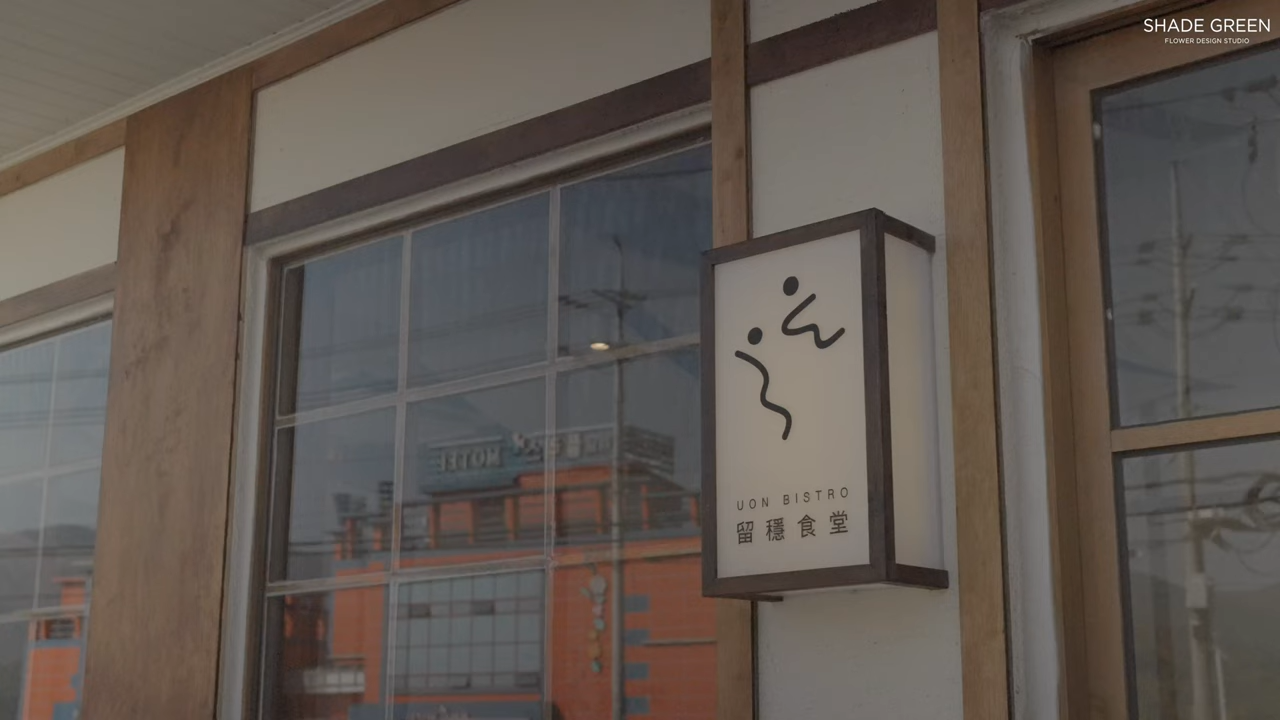 SHADE GREEN
FLOWER DESIGN STUDIO
UON BISTRO
留穩食堂
MOTEL